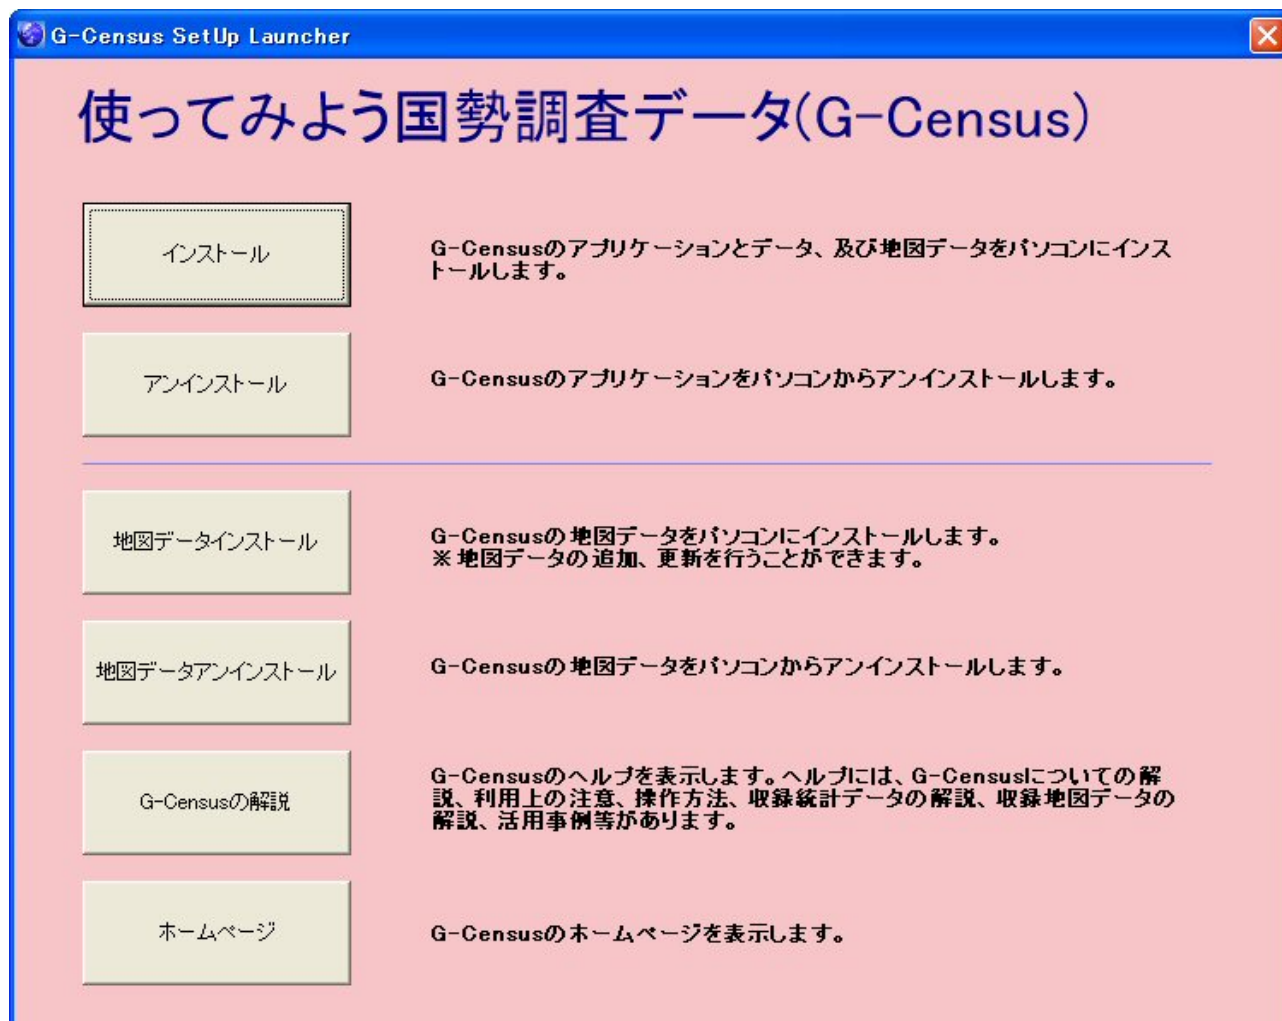 G-Census SetUp Launcher
使ってみよう国勢調査データ(G-Census)
インストール
G-Censusのアプリケーションとデータ、及び地図データをパソコンにインス
トールします。
アンインストール
G-Censusのアプリケーションをパソコンからアンインストールします。
地図データインストール
G-Censusの地図データをパソコンにインストールします。
※地図データの追加、更新を行うことができます。
地図データアンインストール
G-Censusの地図データをパソコンからアンインストールします。
G-Censusの解説
G-Censusのヘルプを表示します。ヘルプには、G-Censusについての解
説、利用上の注意、操作方法、収録統計データの解説、収録地図データの
解説、活用事例等があります。
ホームページ
G-Censusのホームページを表示します。